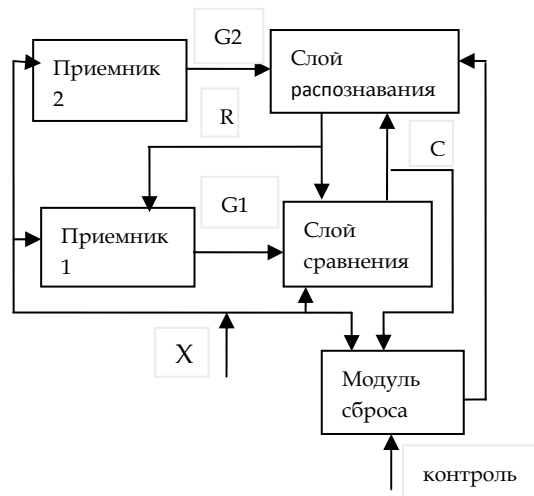 G2
Приемник
2
Слой
распознавания
R
C
G1
Приемник
1
Слой
сравнения
X
Модуль
сброса
контроль